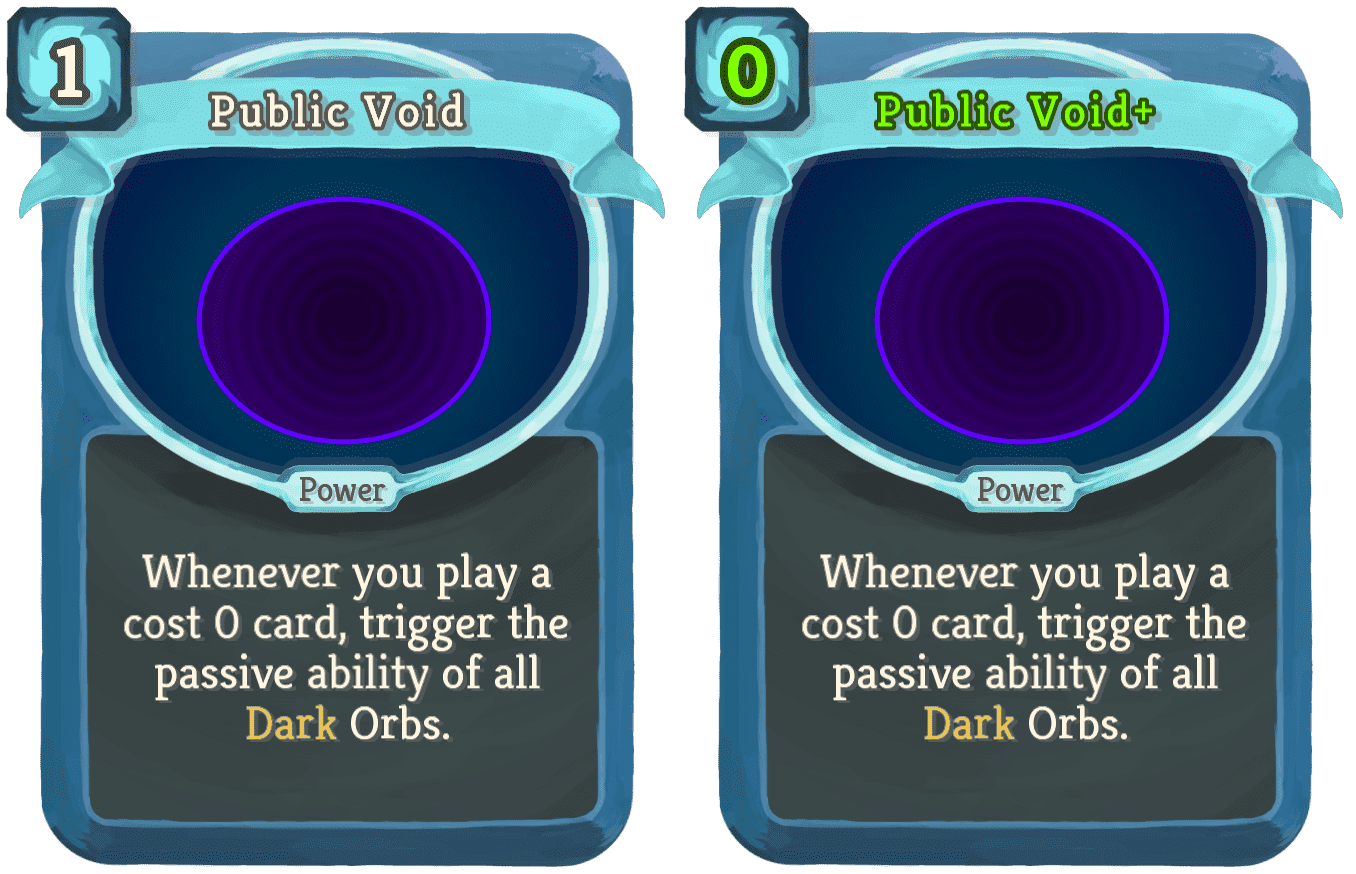 1
Public Void
Power
Whenever you play a
cost 0 card, trigger the
passive ability of all
Dark Orbs.
0
Public Void+
Power
Whenever you play a
cost 0 card, trigger the
passive ability of all
Dark Orbs.